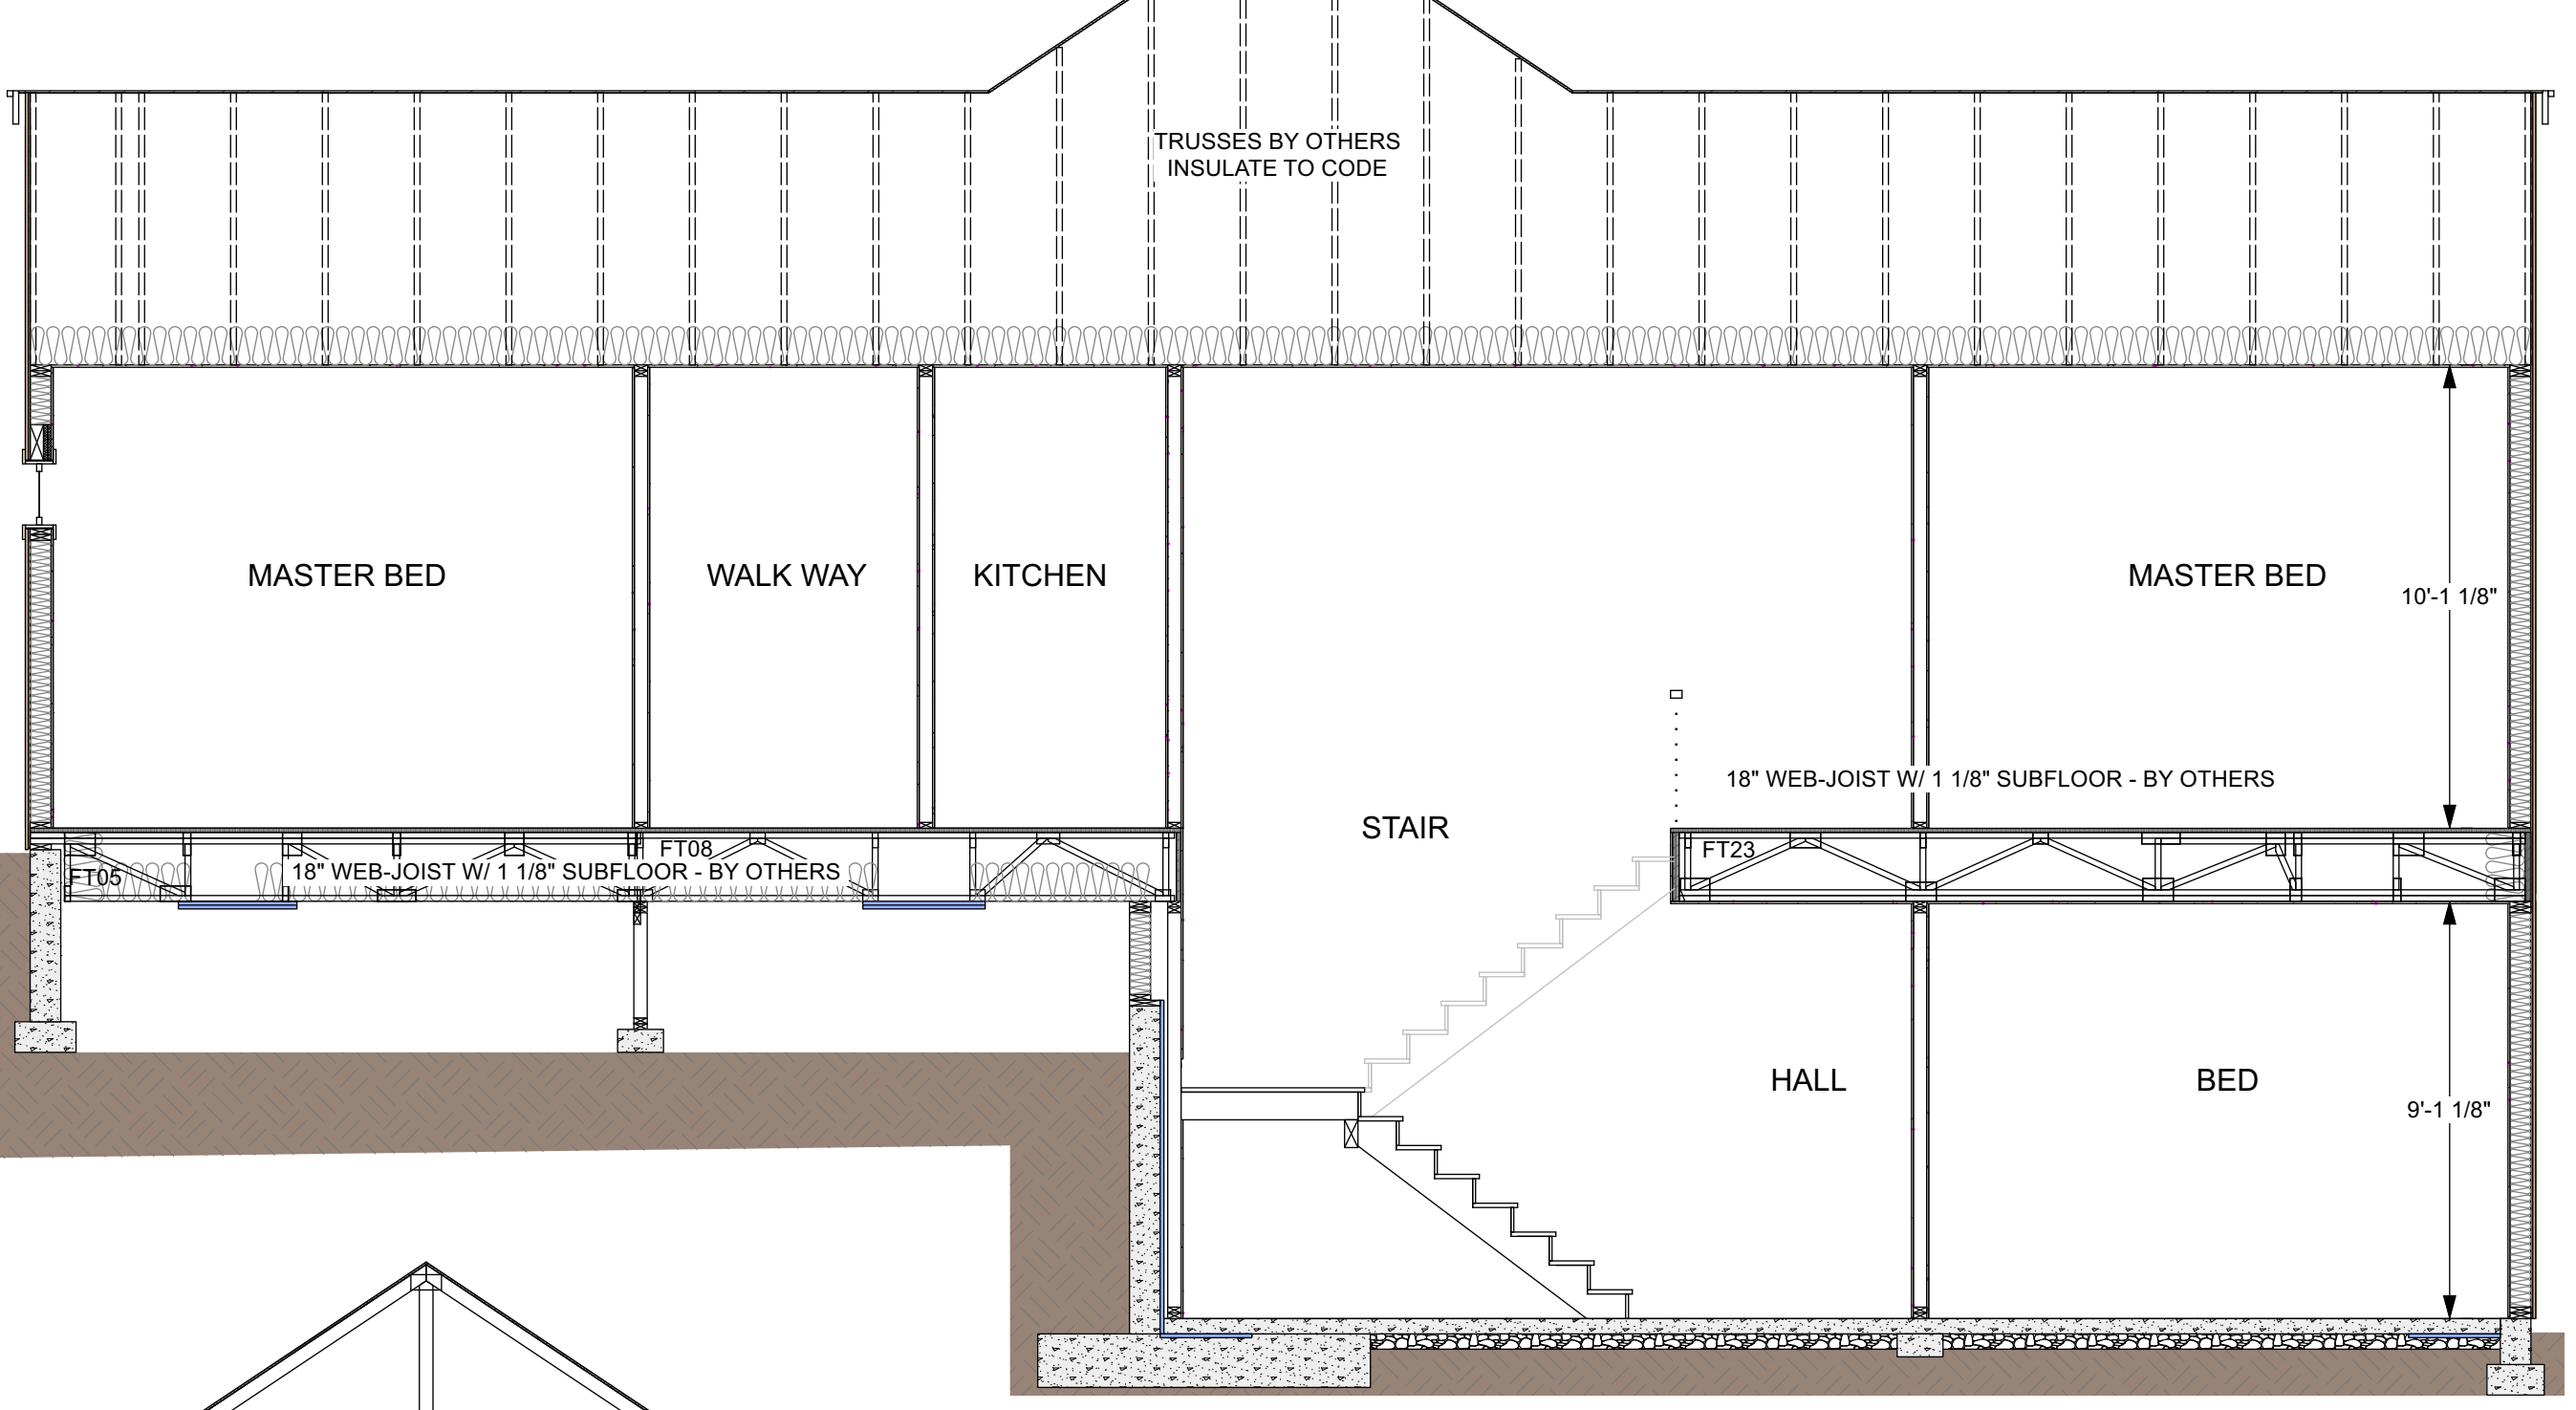 TRUSSES BY OTHERS
INSULATE TO CODE
MASTER BED
WALK WAY
KITCHEN
MASTER BED
10'-1 1/8"
18" WEB-JOIST W/ 1 1/8" SUBFLOOR - BY OTHERS
STAIR
FT08
FT23
18" WEB-JOIST W/ 1 1/8" SUBFLOOR - BY OTHERS
FT05
HALL
BED
9'-1 1/8"